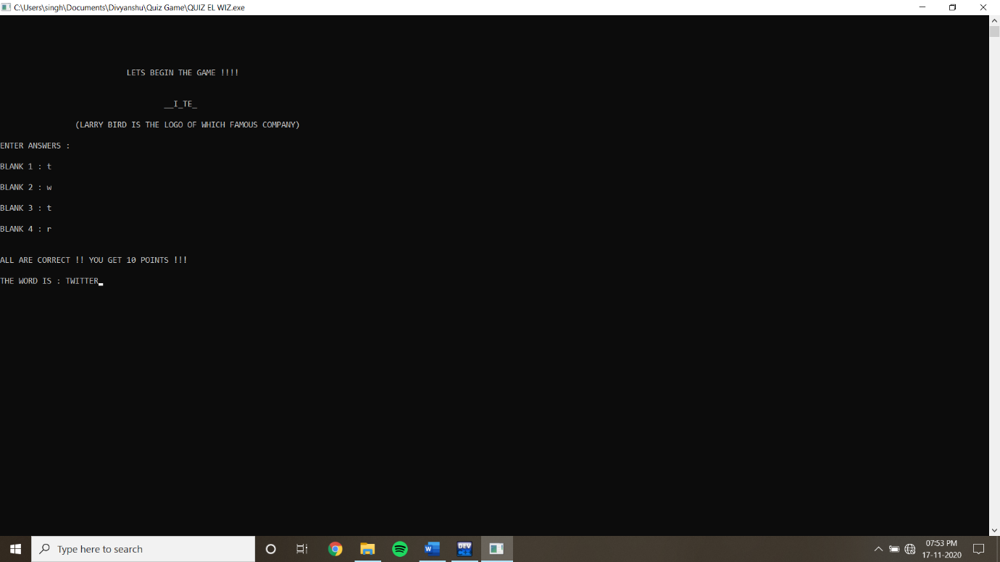 C:\Users\singh\Documents\Divyanshu\Quiz Game\QUIZ EL WIZ.exe
LETS BEGIN THE GAME !!!!
__I_TE_
(LARRY BIRD IS THE LOGO OF WHICH FAMOUS COMPANY)
ENTER ANSWERS :
BLANK 1 : t
BLANK 2 : w
BLANK 3 : t
BLANK 4 : r
ALL ARE CORRECT !! YOU GET 10 POINTS !!!
THE WORD IS : TWITTER
Type here to search
W
DEV
C++
07:53 PM
17-11-2020